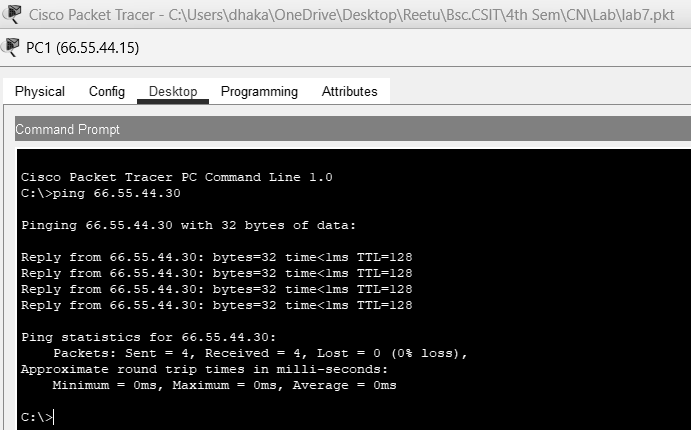 Cisco Packet Tracer - C:\Users\dhaka\OneDrive\Desktop\Reetu\Bsc.CSIT\4th Sem\CN\Lab\lab7.pkt
PC1 (66.55.44.15)
Physical Config Desktop Programming Attributes
Command Prompt
Cisco Packet Tracer PC Command Line 1.0
C:\>ping 66.55.44.30
Pinging 66.55.44.30 with 32 bytes of data:
Reply from 66.55.44.30: bytes=32 time<1ms TTL=128
Reply from 66.55.44.30: bytes=32 time<1ms TTL=128
Reply from 66.55.44.30: bytes=32 time<1ms TTL=128
Reply from 66.55.44.30: bytes=32 time<1ms TTL=128
Ping statistics for 66.55.44.30:
Packets: Sent = 4, Received = 4, Lost = 0 (0% loss),
Approximate round trip times in milli-seconds:
Minimum = 0ms, Maximum = 0ms, Average = 0ms
C:\>